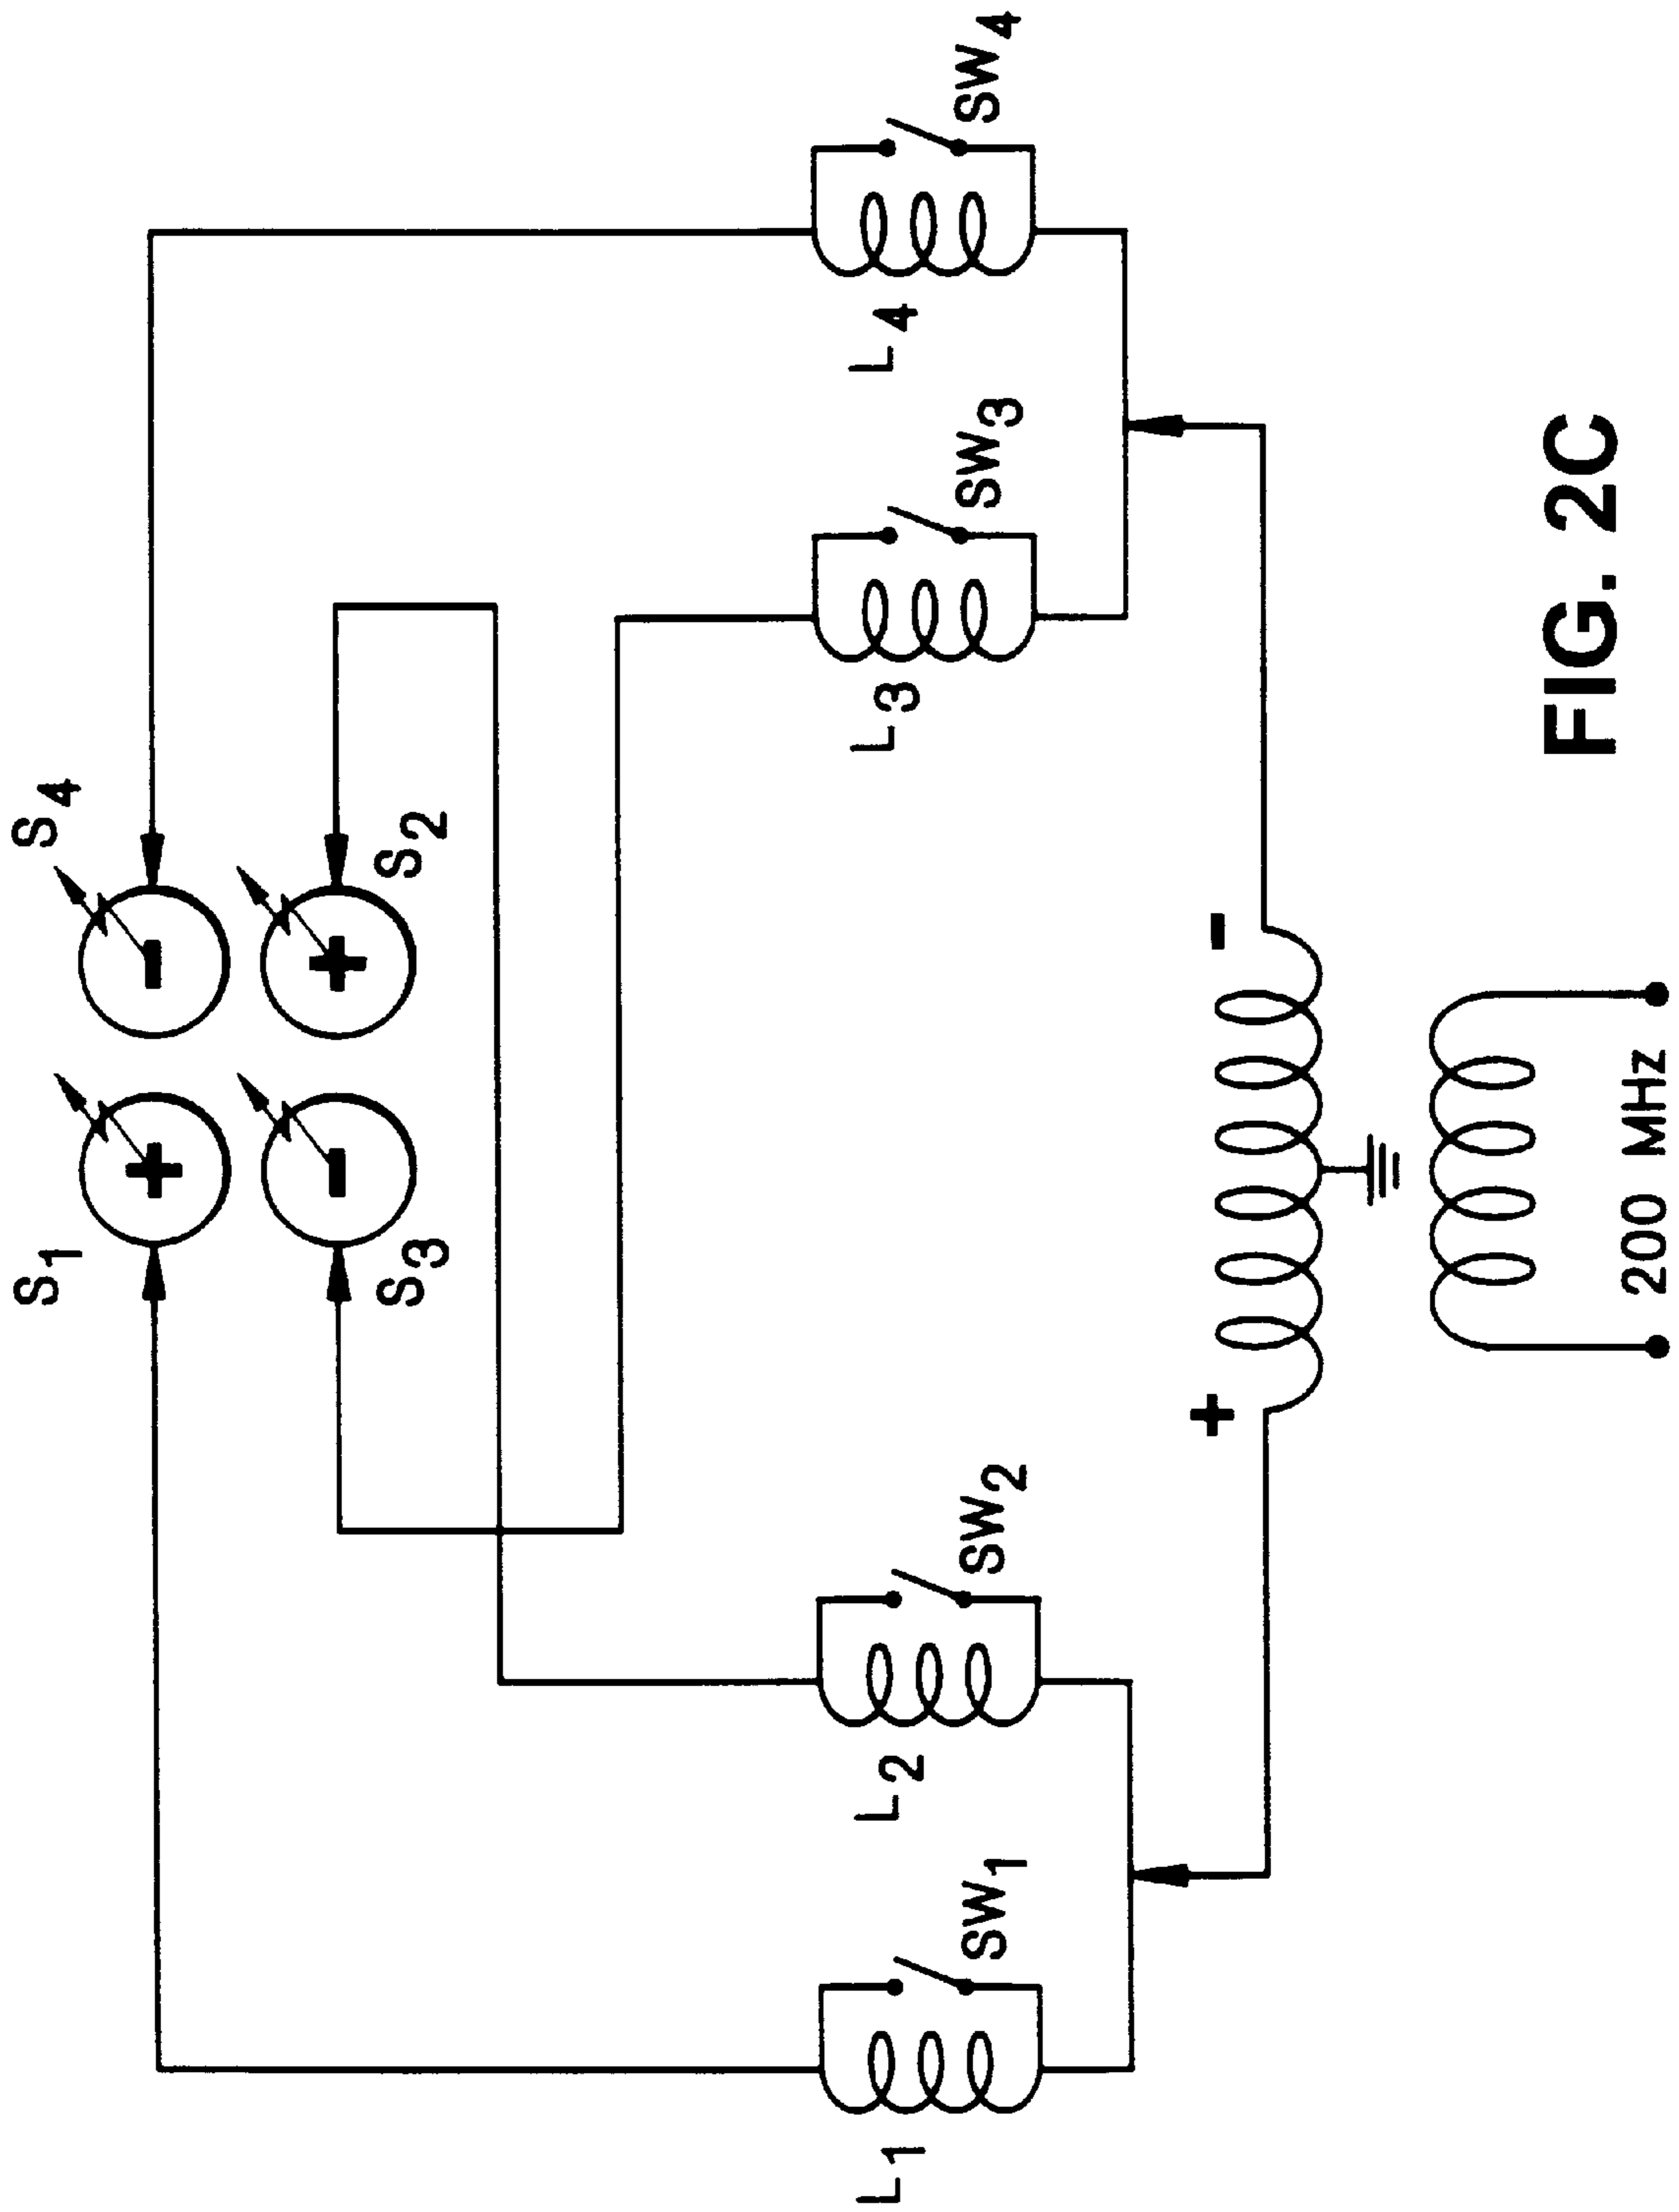 S1
S4
S3
S2
+
-
-
+
L1
SW1
L2
SW2
L3
SW3
L4
SW4
+
-
200 MHz
FIG. 2C